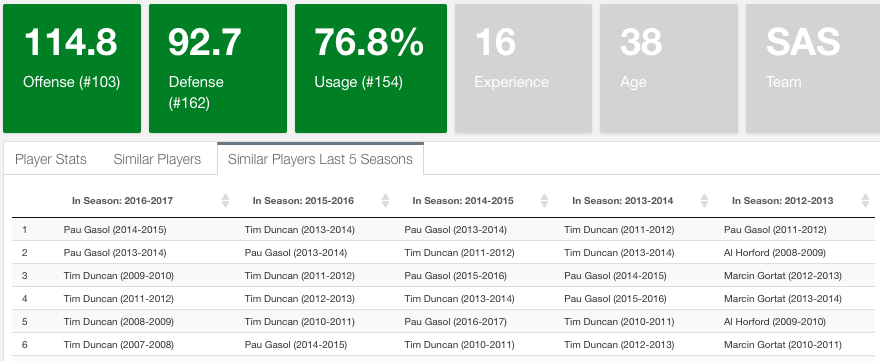 114.8
Offense (#103)
92.7
Defense
(#162)
76.8%
Usage (#154)
16
Experience
38
Age
SAS
Team
Player Stats Similar Players Similar Players Last 5 Seasons
In Season: 2016-2017 In Season: 2015-2016 In Season: 2014-2015 In Season: 2013-2014 In Season: 2012-2013
1 Pau Gasol (2014-2015) Tim Duncan (2013-2014) Pau Gasol (2013-2014) Tim Duncan (2011-2012) Pau Gasol (2011-2012)
2 Pau Gasol (2013-2014) Pau Gasol (2013-2014) Tim Duncan (2011-2012) Tim Duncan (2013-2014) Al Horford (2008-2009)
3 Tim Duncan (2009-2010) Tim Duncan (2011-2012) Pau Gasol (2015-2016) Pau Gasol (2014-2015) Marcin Gortat (2012-2013)
4 Tim Duncan (2011-2012) Tim Duncan (2012-2013) Tim Duncan (2013-2014) Pau Gasol (2015-2016) Marcin Gortat (2013-2014)
5 Tim Duncan (2008-2009) Tim Duncan (2010-2011) Pau Gasol (2016-2017) Tim Duncan (2010-2011) Al Horford (2009-2010)
6 Tim Duncan (2007-2008) Pau Gasol (2014-2015) Tim Duncan (2010-2011) Tim Duncan (2012-2013) Marcin Gortat (2010-2011)